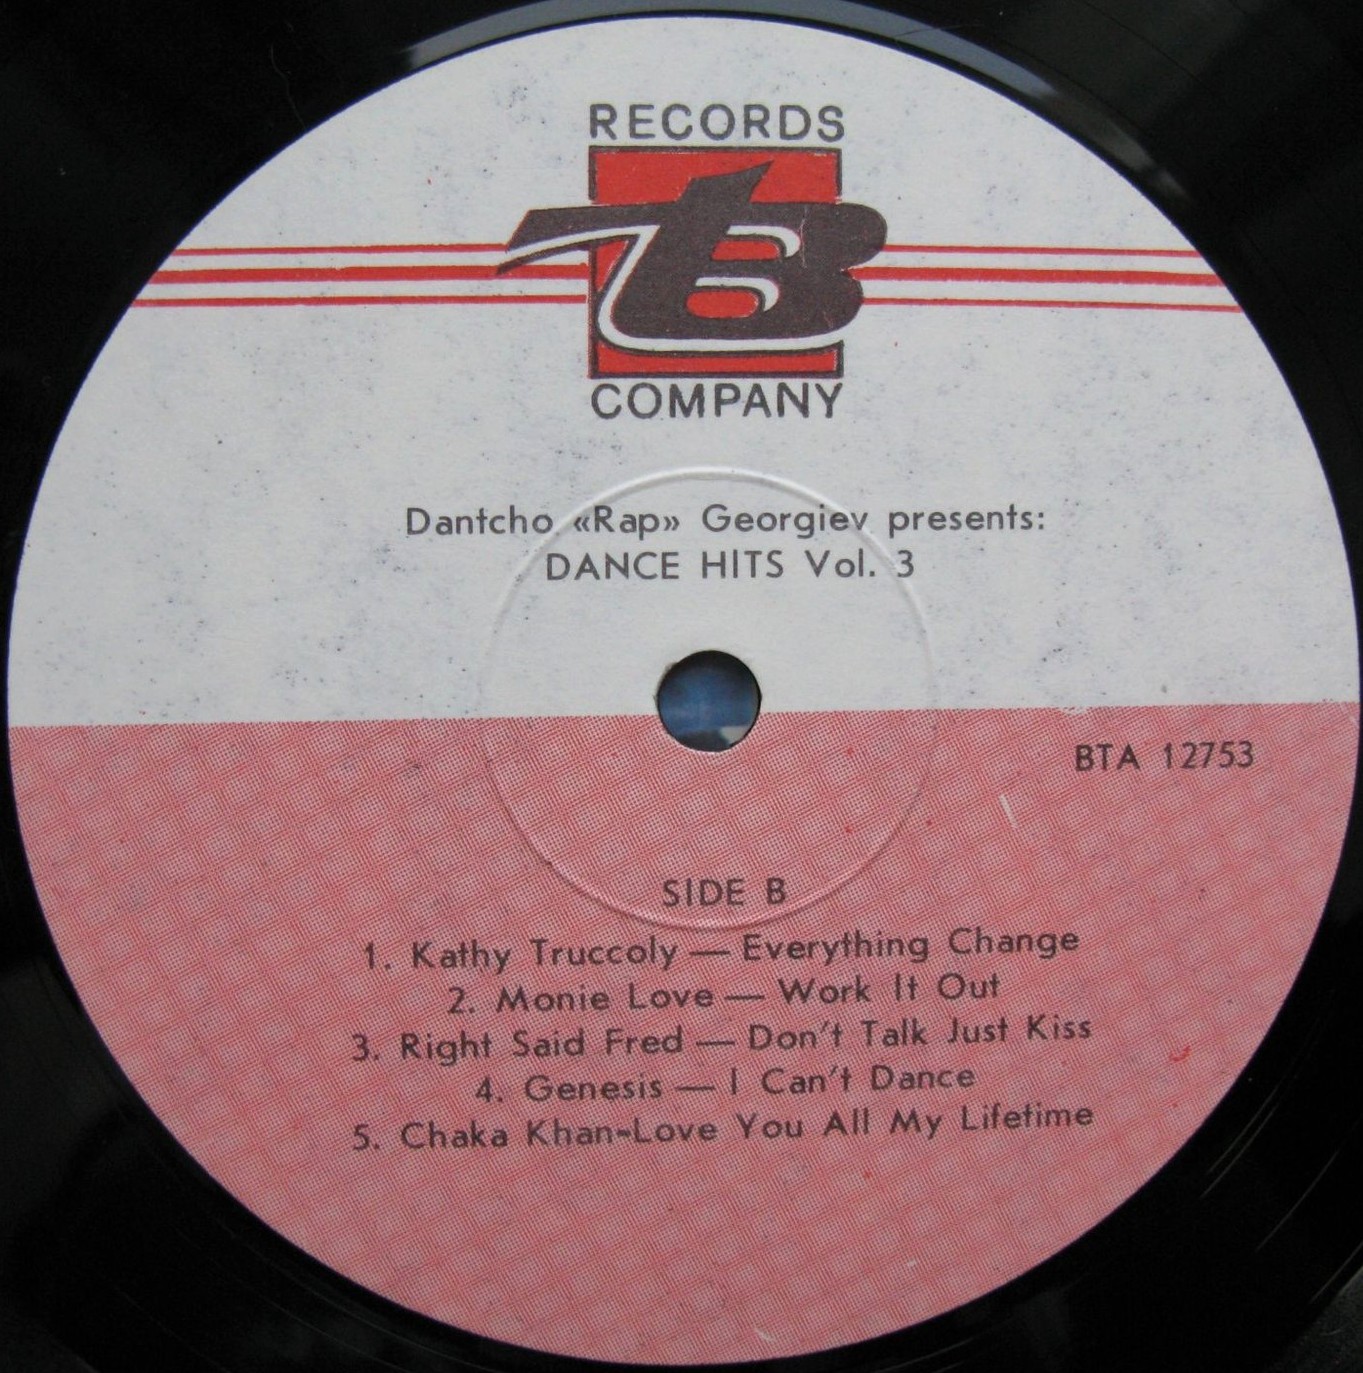 RECORDS
TB
COMPANY
Dantcho «Rap» Georgiev presents:
DANCE HITS Vol. 3
BTA 12753
SIDE B
1. Kathy Truccoly — Everything Change
2. Monie Love — Work It Out
3. Right Said Fred — Don't Talk Just Kiss
4. Genesis — I Can't Dance
5. Chaka Khan-Love You All My Lifetime